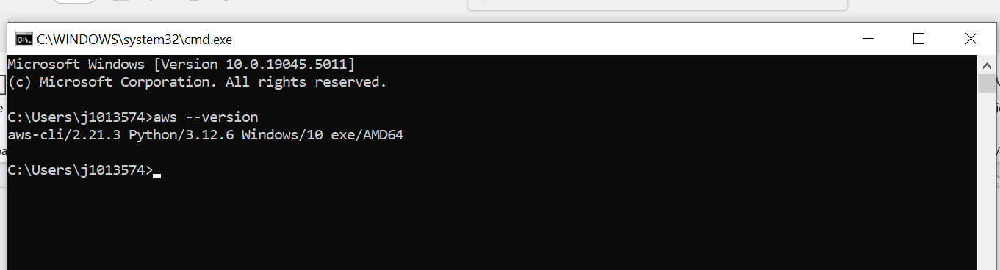 C:\WINDOWS\system32\cmd.exe
Microsoft Windows [Version 10.0.19045.5011]
(c) Microsoft Corporation. All rights reserved.
C:\Users\j1013574>aws --version
aws-cli/2.21.3 Python/3.12.6 Windows/10 exe/AMD64
C:\Users\j1013574>